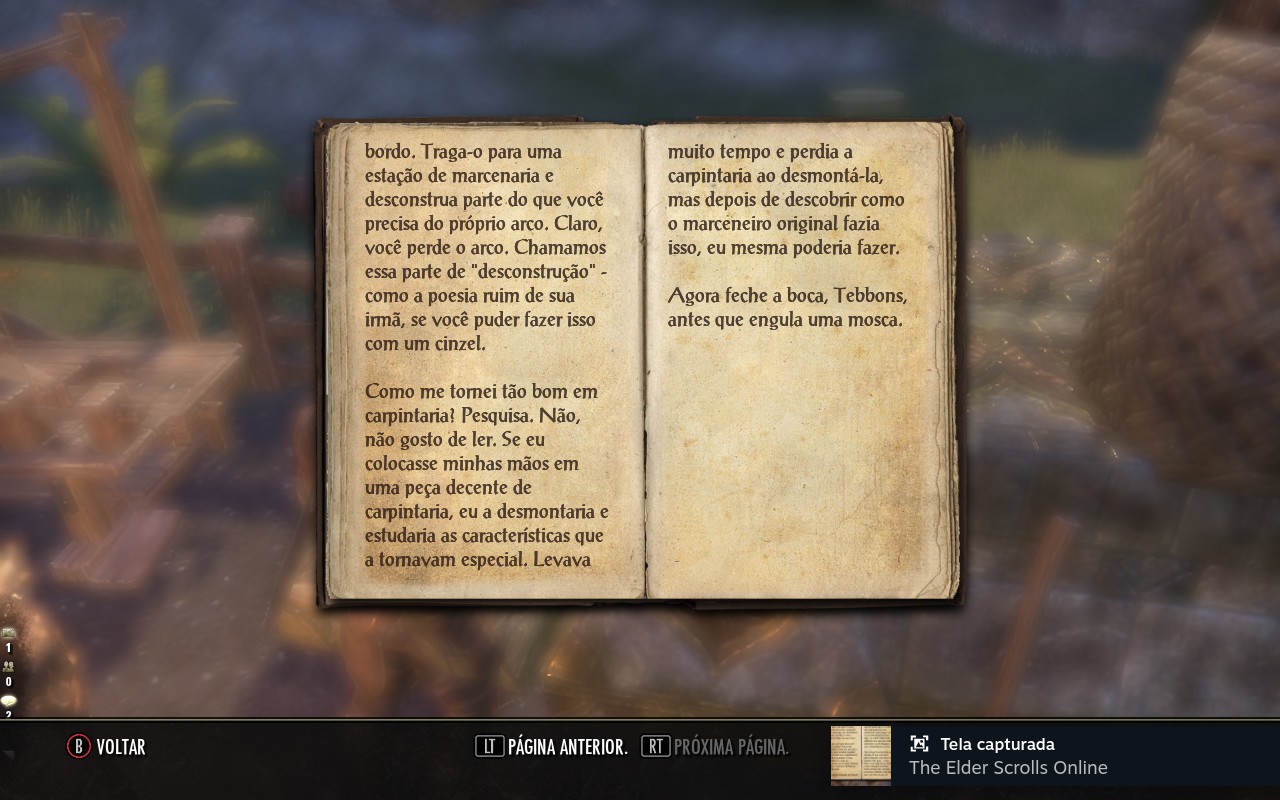 bordo. Traga-o para uma
estação de marcenaria e
desconstrua parte do que você
precisa do próprio arco. Claro,
você perde o arco. Chamamos
essa parte de "desconstrução" -
como a poesia ruim de sua
irmã, se você puder fazer isso
com um cinzel.
Como me tornei tão bom em
carpintaria? Pesquisa. Não,
não gosto de ler. Se eu
colocasse minhas mãos em
uma peça decente de
carpintaria, eu a desmontaria e
estudaria as características que
a tornavam especial. Levava
muito tempo e perdia a
carpintaria ao desmontá-la,
mas depois de descobrir como
o marceneiro original fazia
isso, eu mesma poderia fazer.
Agora feche a boca, Tebbons,
antes que engula uma mosca.
1
0
2
B VOLTAR
LT PÁGINA ANTERIOR. RT PRÓXIMA PÁGINA.
Tela capturada
The Elder Scrolls Online